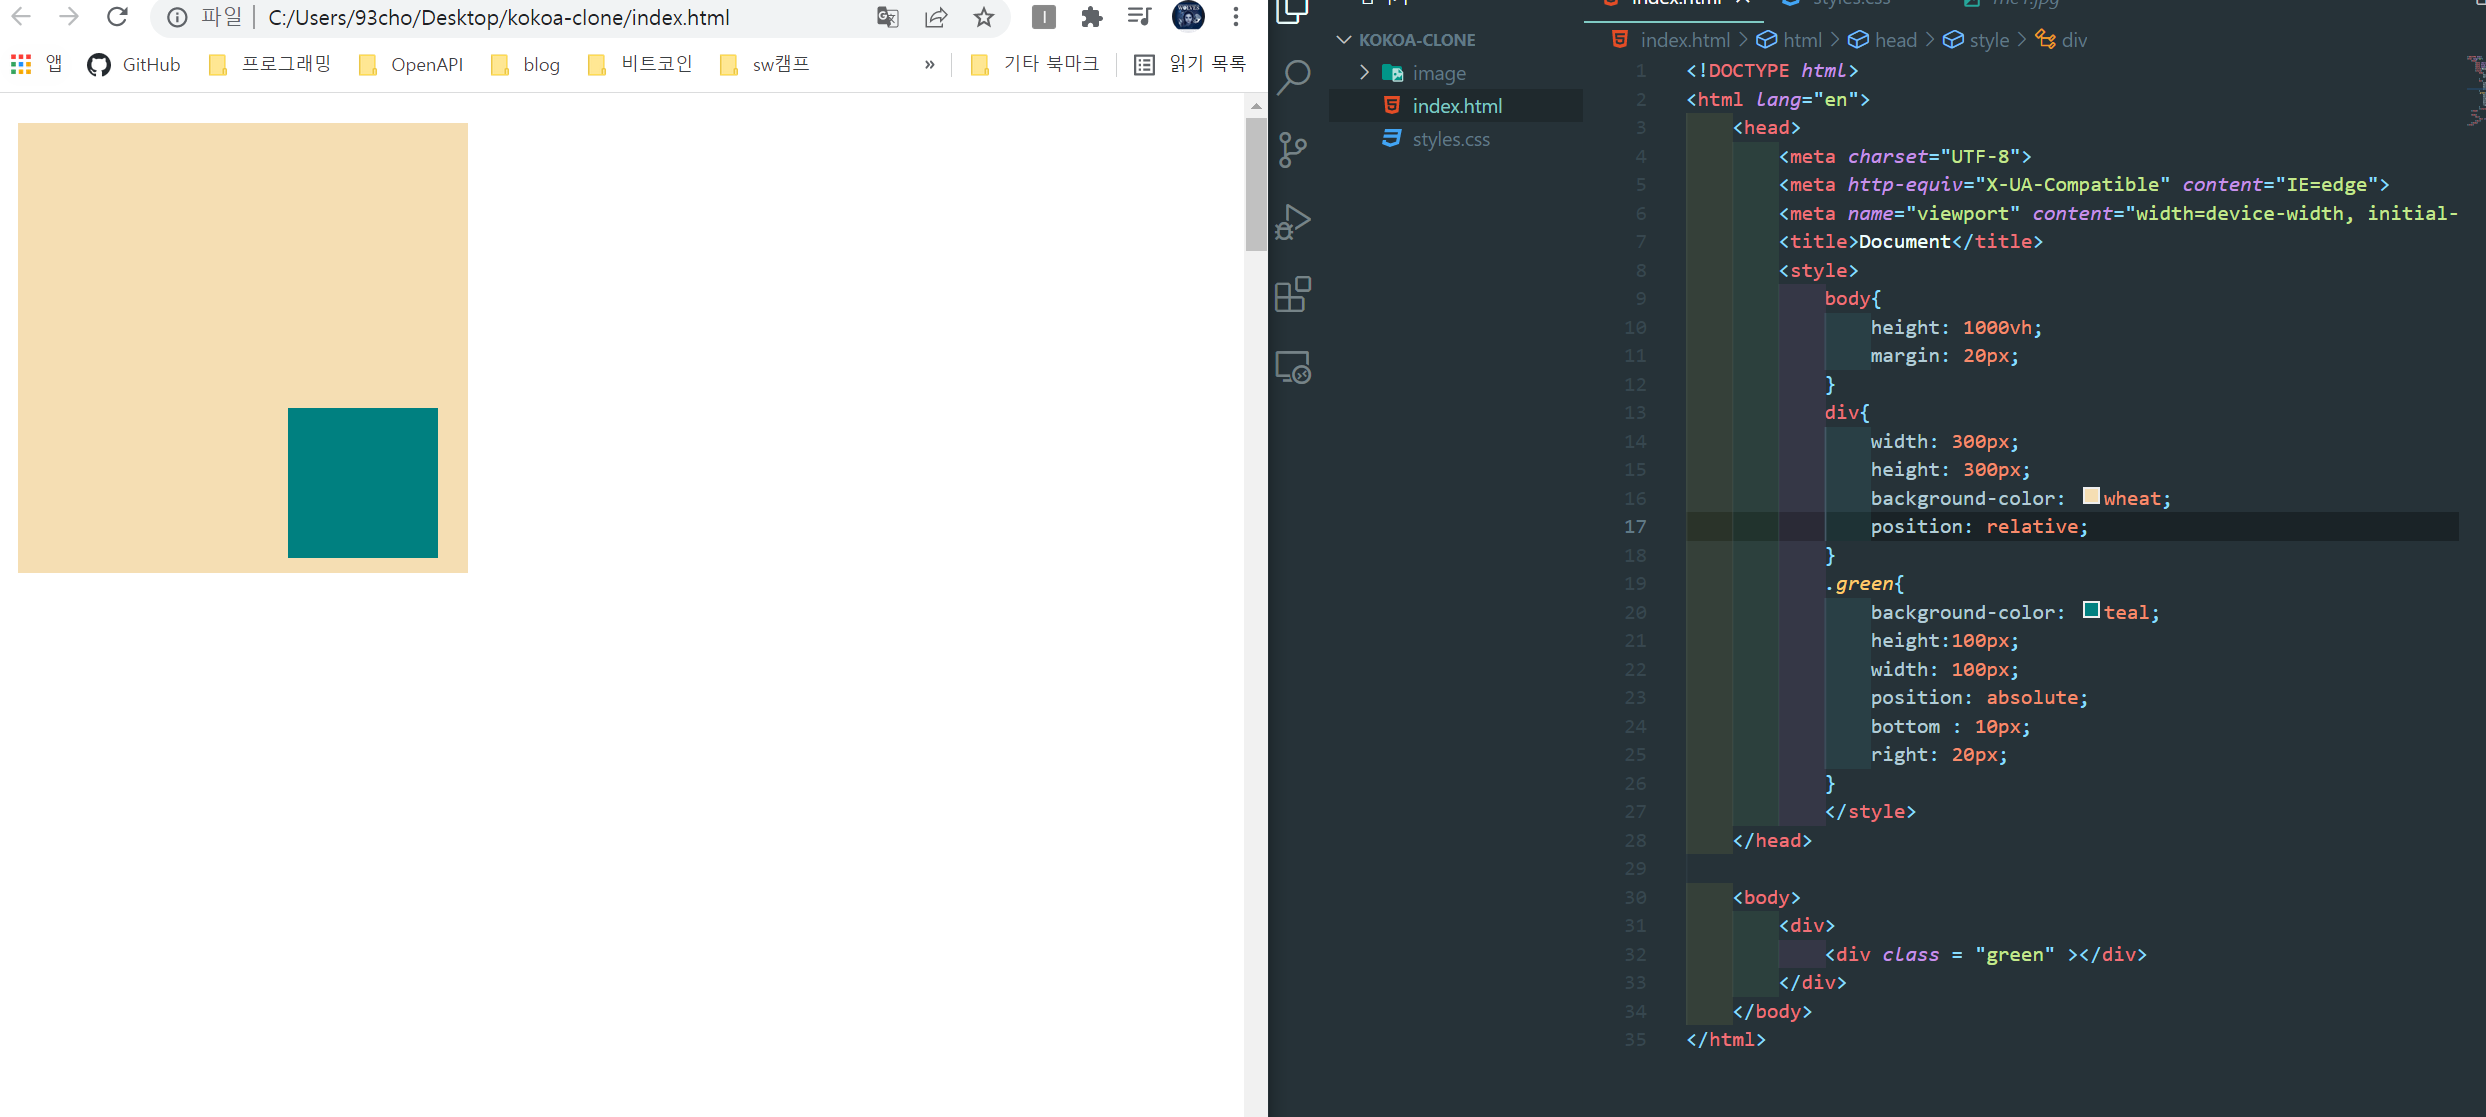 파일 | C:/Users/93cho/Desktop/kokoa-clone/index.html
앱 GitHub 프로그래밍 OpenAPI blog 비트코인 sw캠프 » 기타 북마크 읽기 목록
index.html styles.css me1.jpg
KOKOA-CLONE
image
index.html
styles.css
index.html > html > head > style > div
1 <!DOCTYPE html>
2 <html lang="en">
3 <head>
4 <meta charset="UTF-8">
5 <meta http-equiv="X-UA-Compatible" content="IE=edge">
6 <meta name="viewport" content="width=device-width, initial-
7 <title>Document</title>
8 <style>
9 body{
10 height: 1000vh;
11 margin: 20px;
12 }
13 div{
14 width: 300px;
15 height: 300px;
16 background-color: wheat;
17 position: relative;
18 }
19 .green{
20 background-color: teal;
21 height:100px;
22 width: 100px;
23 position: absolute;
24 bottom : 10px;
25 right: 20px;
26 }
27 </style>
28 </head>
29
30 <body>
31 <div>
32 <div class = "green" ></div>
33 </div>
34 </body>
35 </html>